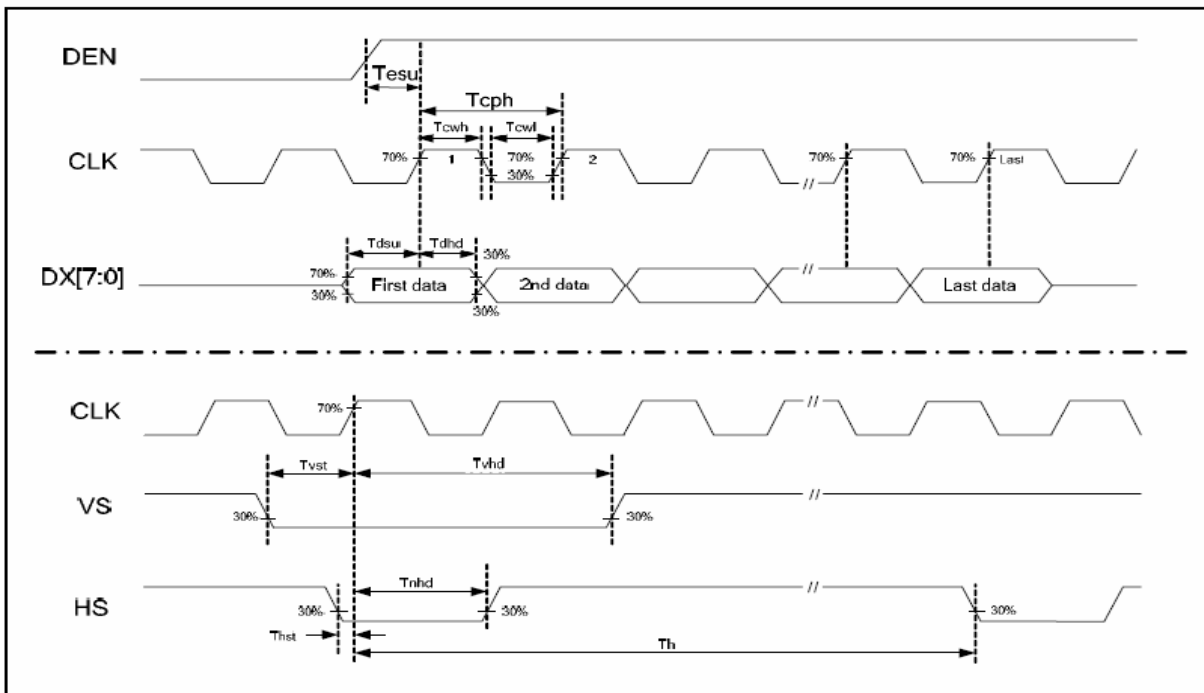 DEN
Tesu
Tcph
Tcwh Tcwl
CLK 70% 1 70% 2 70% 70% Last
30%
//
Tdsu Tdhd 30%
DX[7:0] 70% First data 2nd data // Last data
30% 30%
CLK 70% //
Tvst Tvhd
VS 30% 30% //
Tnhd
HS 30% 30% // 30%
Thst
Th